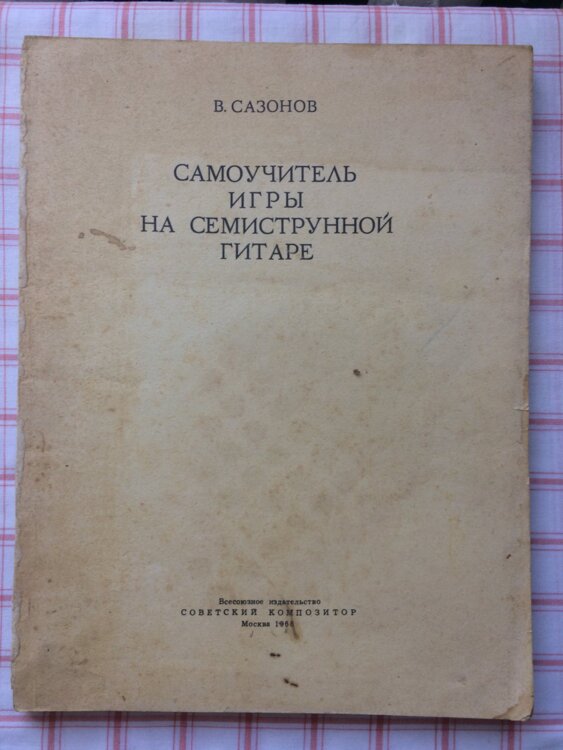 В. САЗОНОВ
САМОУЧИТЕЛЬ
ИГРЫ
НА СЕМИСТРУННОЙ
ГИТАРЕ
Всесоюзное издательство
СОВЕТСКИЙ КОМПОЗИТОР
Москва